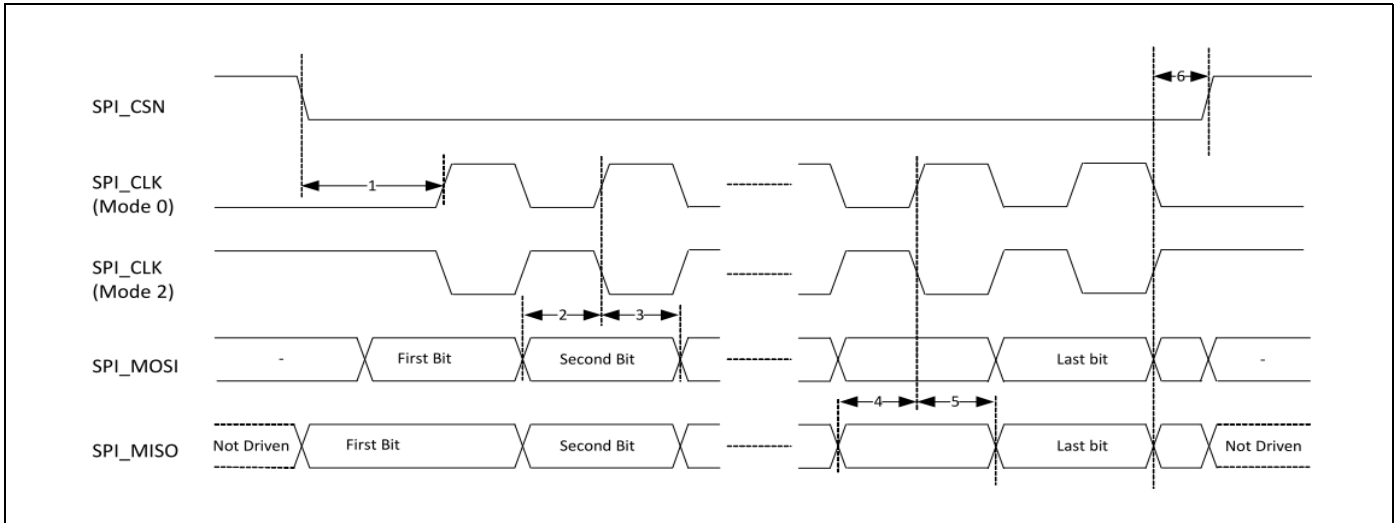 SPI_CSN
6
SPI_CLK
(Mode 0)
1
SPI_CLK
(Mode 2)
2 3
SPI_MOSI - First Bit Second Bit Last bit -
4 5
SPI_MISO Not Driven First Bit Second Bit Last bit Not Driven